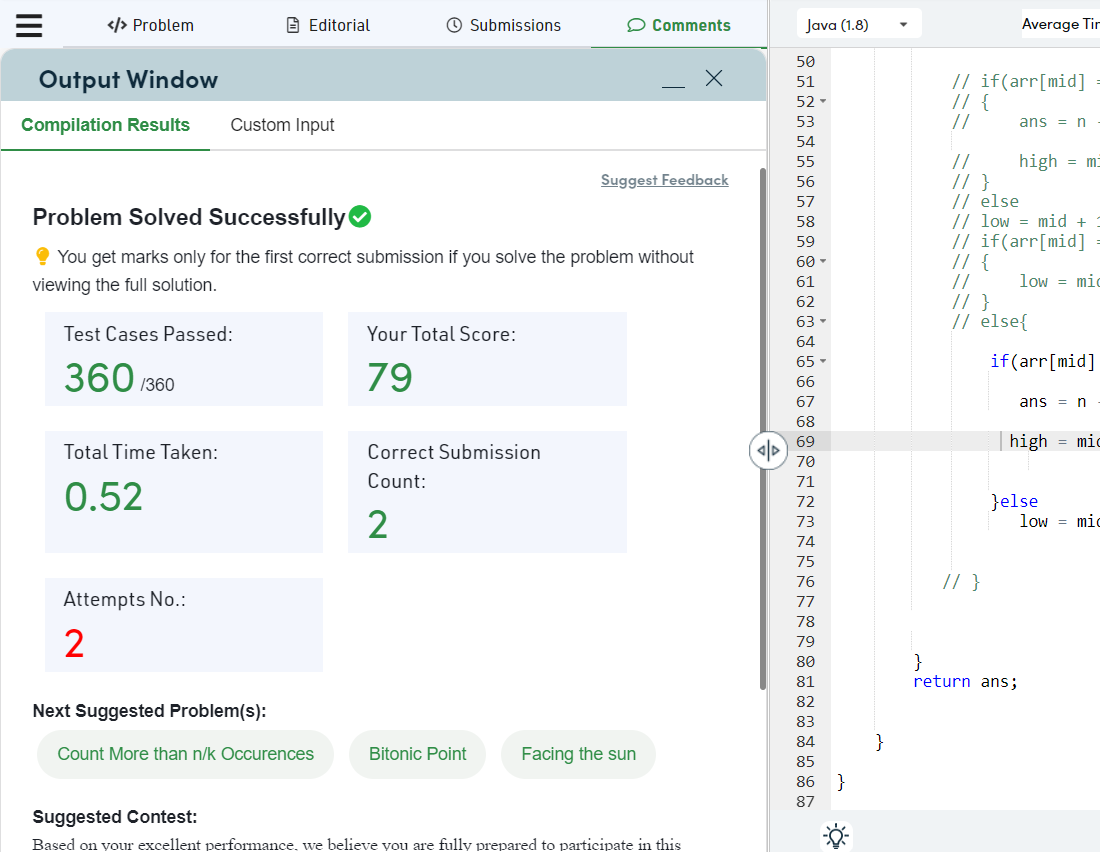 </> Problem
Editorial
Submissions
Comments
Output Window
Compilation Results
Custom Input
Suggest Feedback
Problem Solved Successfully
You get marks only for the first correct submission if you solve the problem without
viewing the full solution.
Test Cases Passed:
360 /360
Your Total Score:
79
Total Time Taken:
0.52
Correct Submission
Count:
2
Attempts No.:
2
Next Suggested Problem(s):
Count More than n/k Occurences
Bitonic Point
Facing the sun
Suggested Contest:
Based on your excellent performance, we believe you are fully prepared to participate in this
Java (1.8)
Average
50
51 // if(arr[mid] =
52 // {
53 // ans = n -
54
55 // high =
56 // }
57 // else
58 // low = mid +
59 // if(arr[mid] =
60 // {
61 // low =
62 // }
63 // else{
64
65 if(arr[mid]
66
67 ans = n -
68
69 high =
70
71
72 }else
73 low =
74
75
76 // }
77
78
79
80 }
81 return ans;
82
83
84 }
85
86 }
87